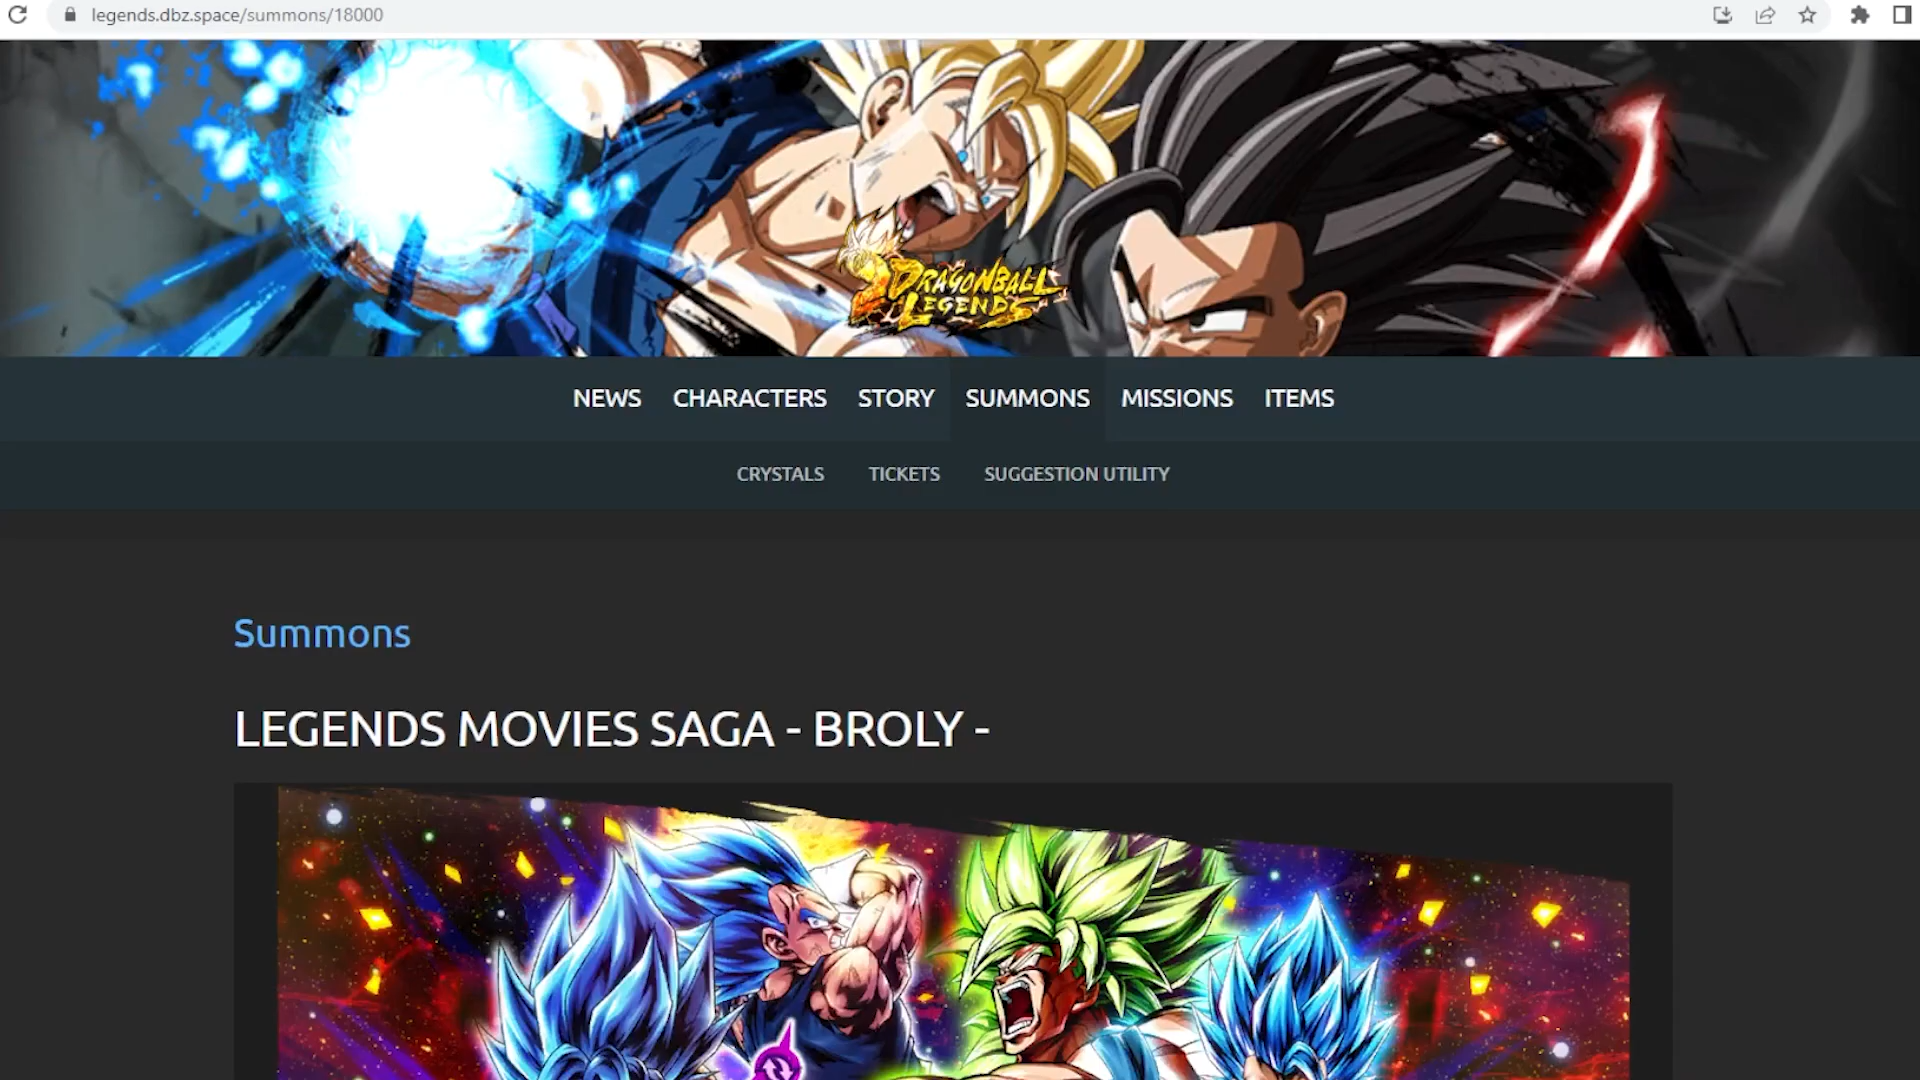 legends.dbz.space/summons/18000
DRAGONBALL
LEGENDS
NEWS CHARACTERS STORY SUMMONS MISSIONS ITEMS
CRYSTALS TICKETS SUGGESTION UTILITY
Summons
LEGENDS MOVIES SAGA - BROLY -